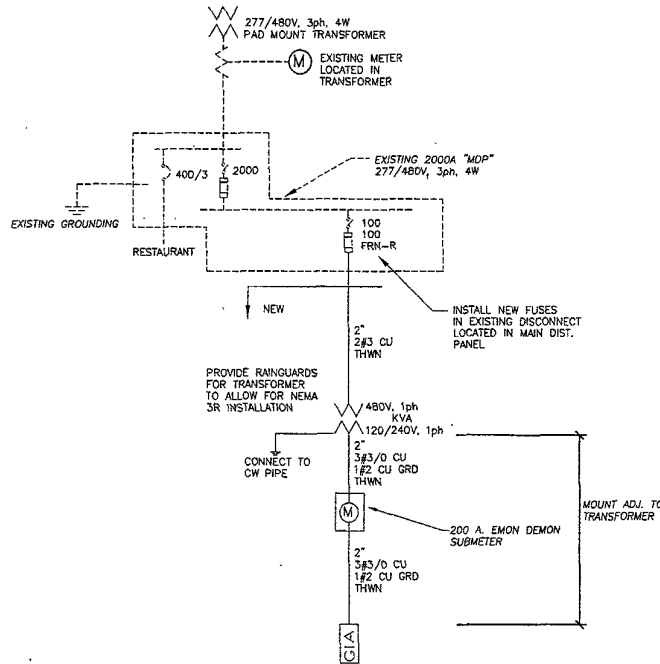 277/480V, 3ph, 4W
PAD MOUNT TRANSFORMER
M
EXISTING METER
LOCATED IN
TRANSFORMER
400/3
2000
EXISTING 2000A "MDP"
277/480V, 3ph, 4W
EXISTING GROUNDING
RESTAURANT
100
100
FRN-R
NEW
INSTALL NEW FUSES
IN EXISTING DISCONNECT
LOCATED IN MAIN DIST.
PANEL
2"
2#3 CU
THWN
PROVIDE RAINGUARDS
FOR TRANSFORMER
TO ALLOW FOR NEMA
3R INSTALLATION
480V, 1ph
KVA
120/240V, 1ph
CONNECT TO
CW PIPE
2"
3#3/0 CU
1#2 CU GRD
THWN
M
200 A. EMON DEMON
SUBMETER
MOUNT ADJ. TO
TRANSFORMER
2"
3#3/0 CU
1#2 CU GRD
THWN
GIA